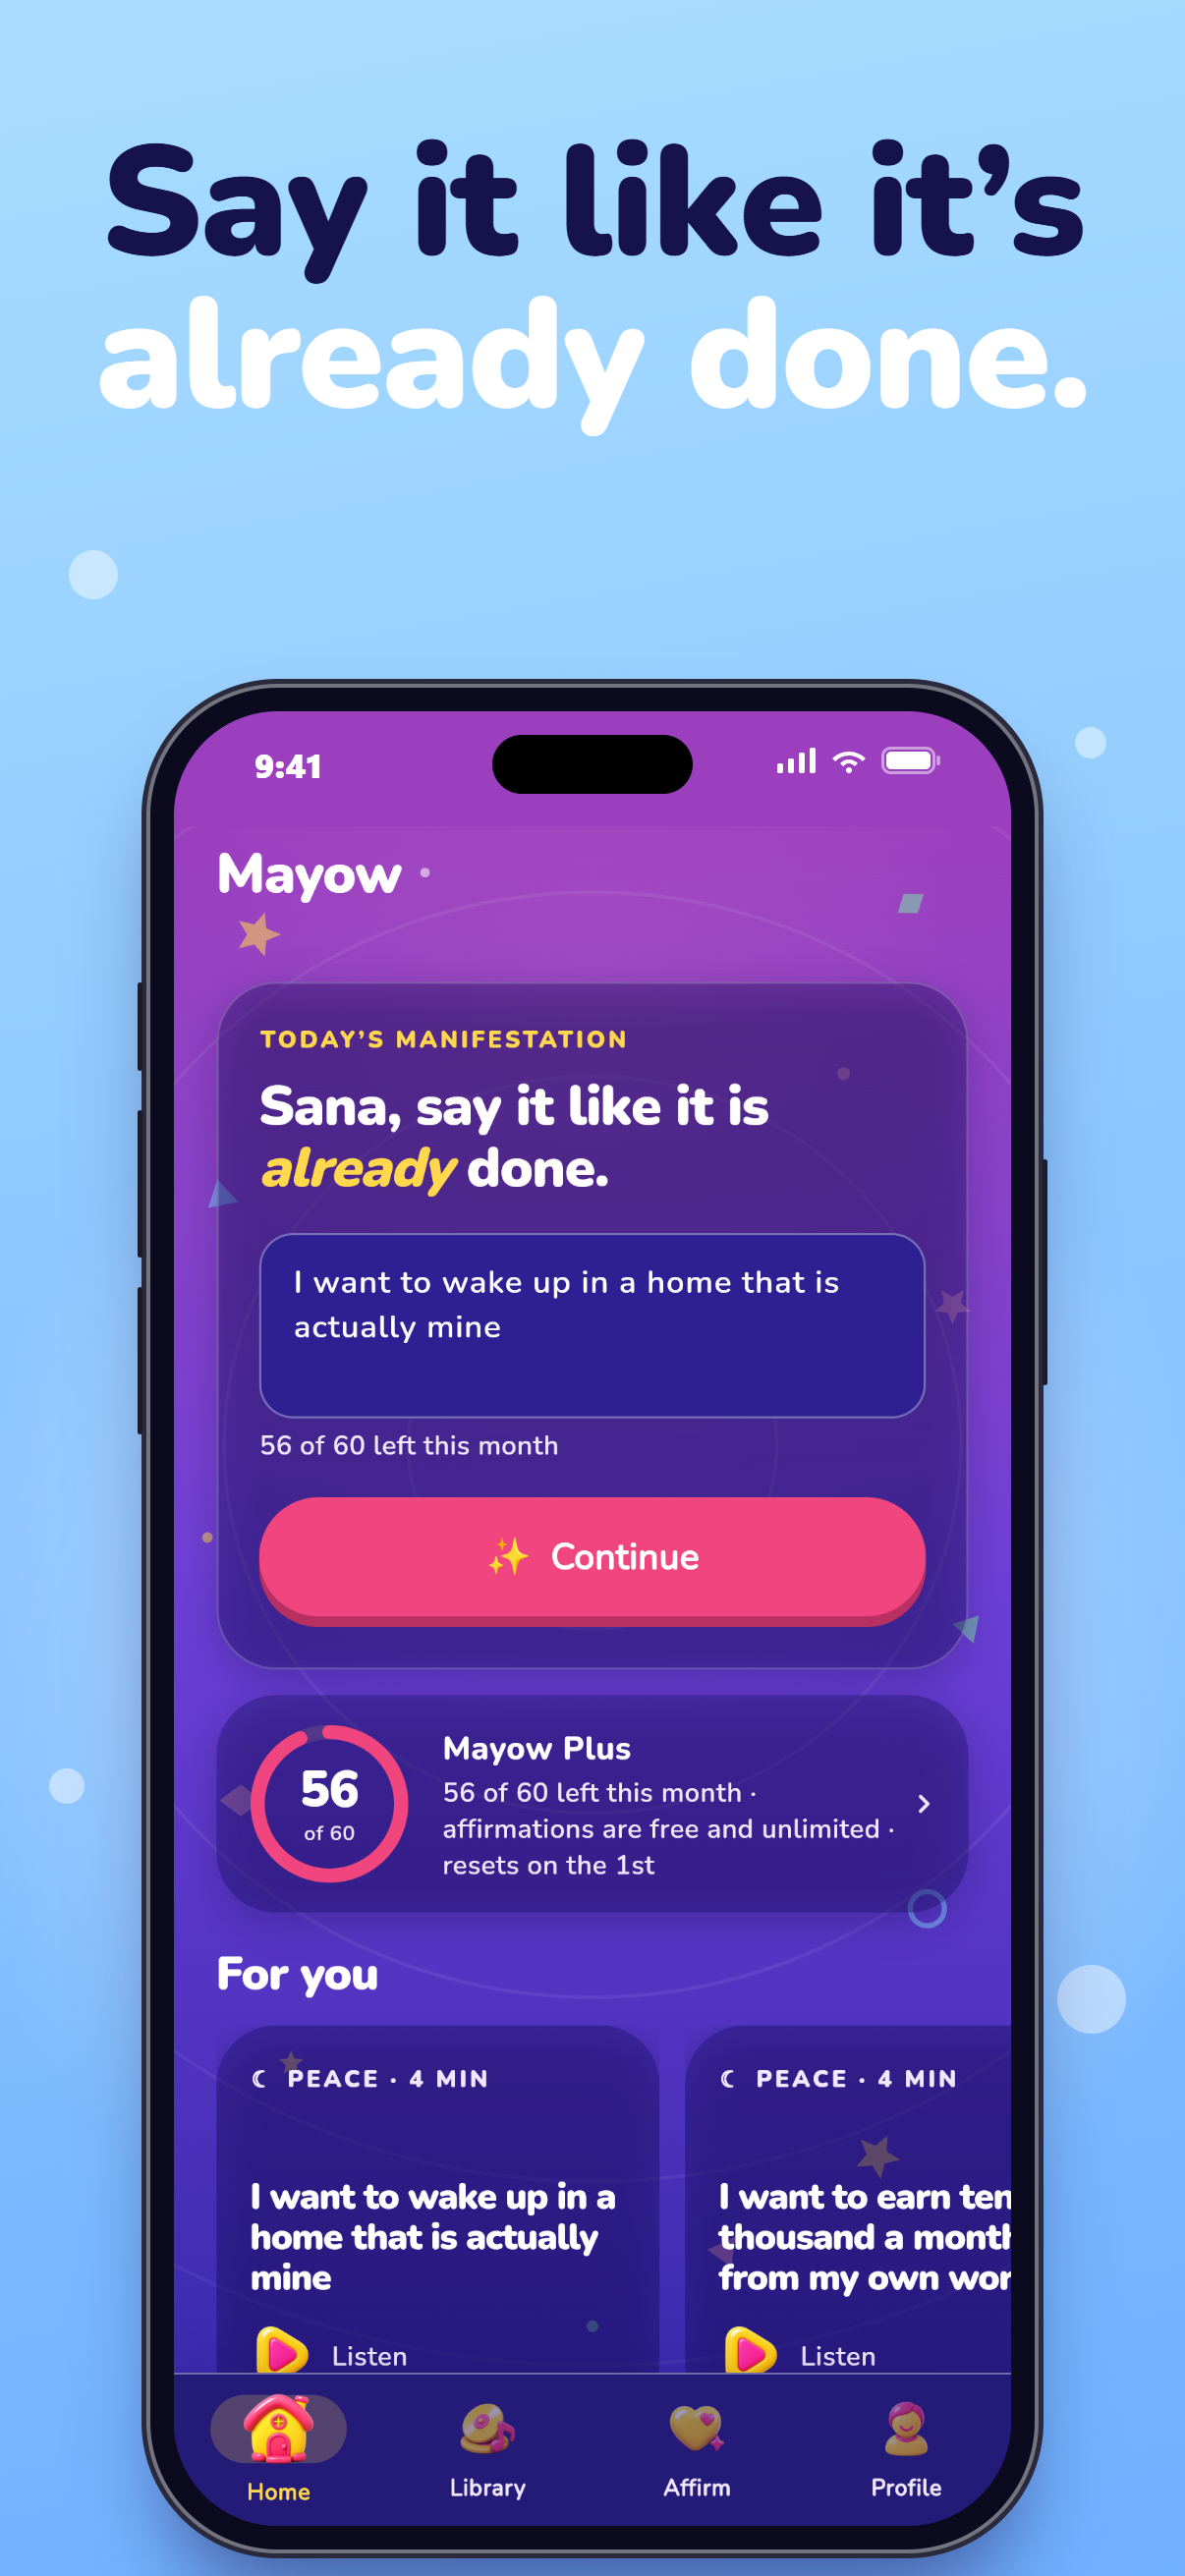 Say it like it’s
already done.
9:41
Mayow
TODAY’S MANIFESTATION
Sana, say it like it is
already done.
I want to wake up in a home that is
actually mine
56 of 60 left this month
✨ Continue
56
of 60
Mayow Plus
56 of 60 left this month ·
affirmations are free and unlimited ·
resets on the 1st
For you
☾ PEACE · 4 MIN
I want to wake up in a
home that is actually
mine
Listen
☾ PEACE · 4 MIN
I want to earn ten
thousand a month
from my own wor
Listen
Home
Library
Affirm
Profile